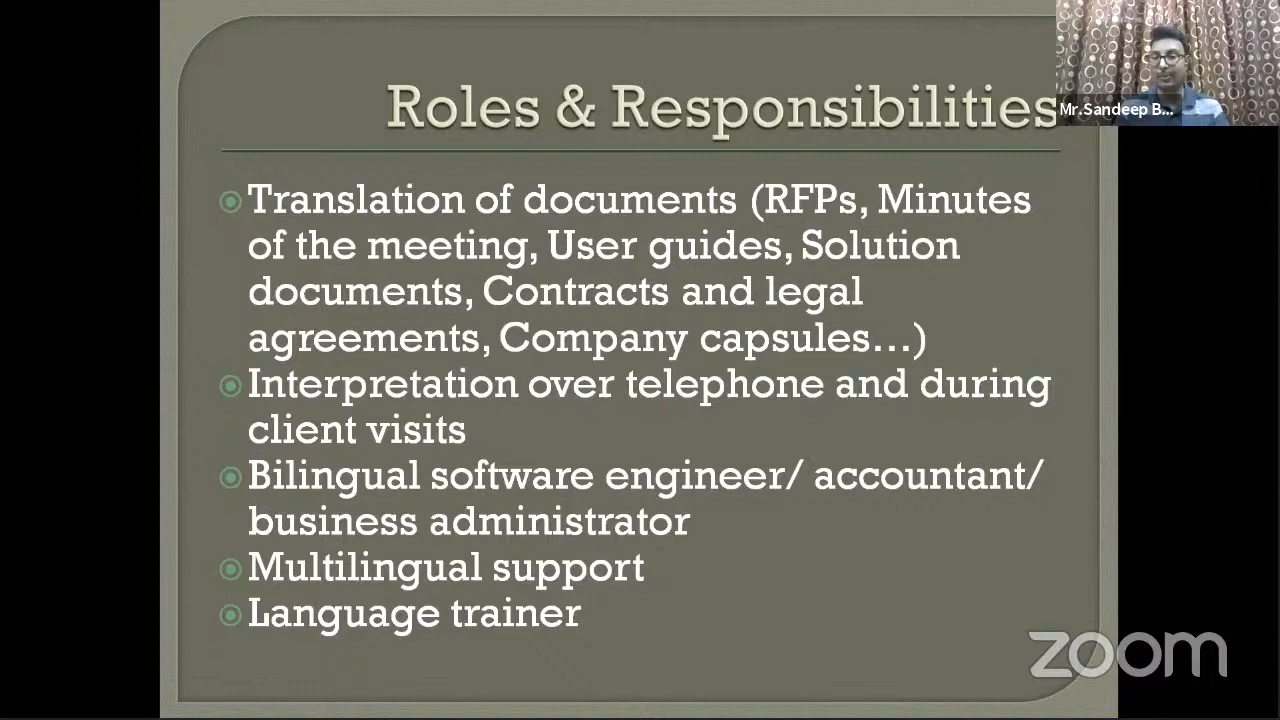 Roles & Responsibilities
Mr.Sandeep B...
Translation of documents (RFPs, Minutes
of the meeting, User guides, Solution
documents, Contracts and legal
agreements, Company capsules...)
Interpretation over telephone and during
client visits
Bilingual software engineer/ accountant/
business administrator
Multilingual support
Language trainer
zoom